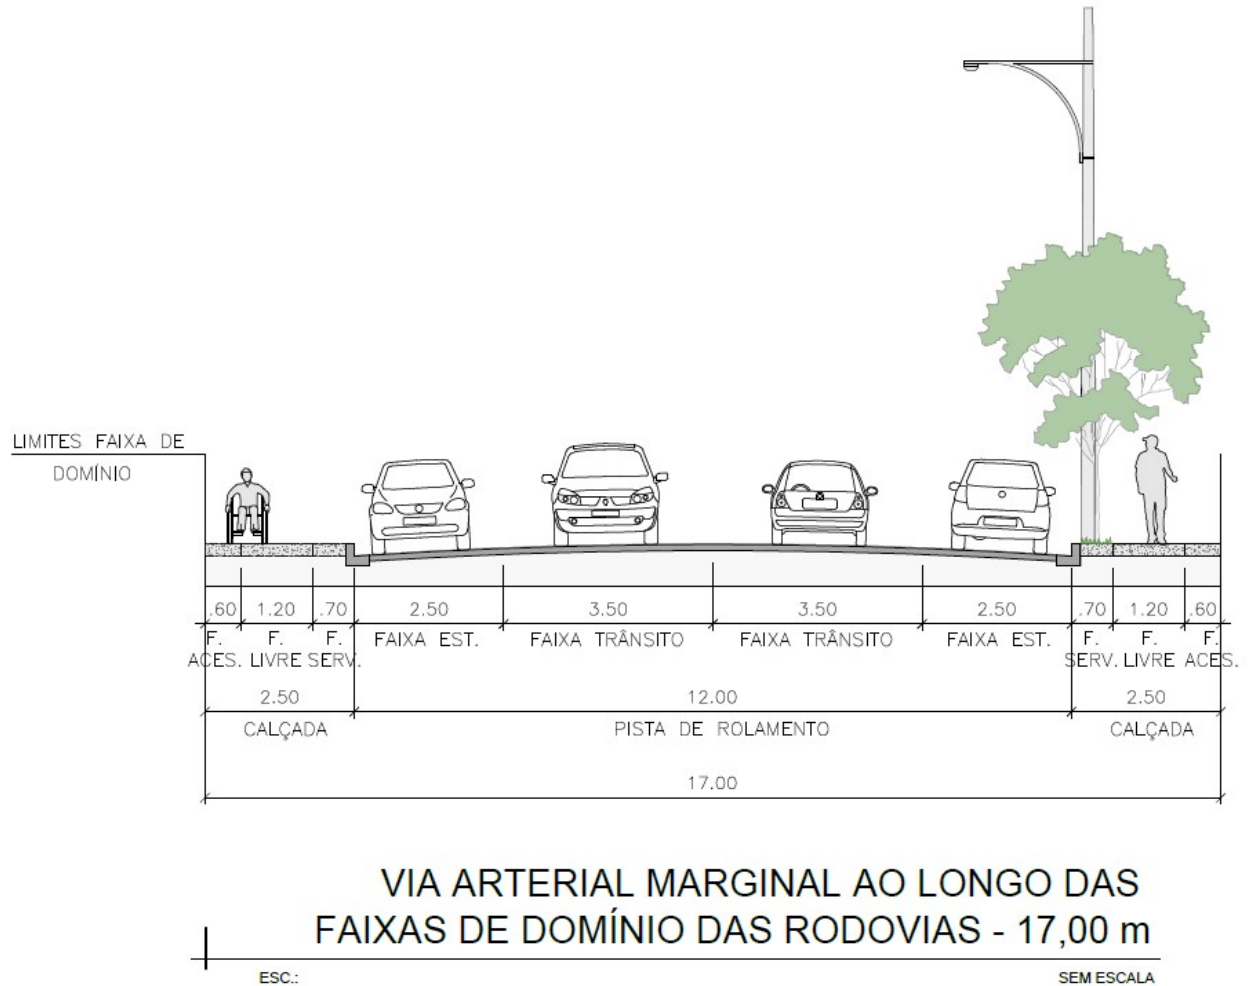 LIMITES FAIXA DE
DOMÍNIO
.60 1.20 .70 2.50 3.50 3.50 2.50 .70 1.20 .60
F. F. F. FAIXA EST. FAIXA TRÂNSITO FAIXA TRÂNSITO FAIXA EST. F. F. F.
ACES. LIVRE SERV. SERV. LIVRE ACES.
2.50 12.00 2.50
CALÇADA PISTA DE ROLAMENTO CALÇADA
17.00
VIA ARTERIAL MARGINAL AO LONGO DAS
FAIXAS DE DOMÍNIO DAS RODOVIAS - 17,00 m
ESC.: SEM ESCALA